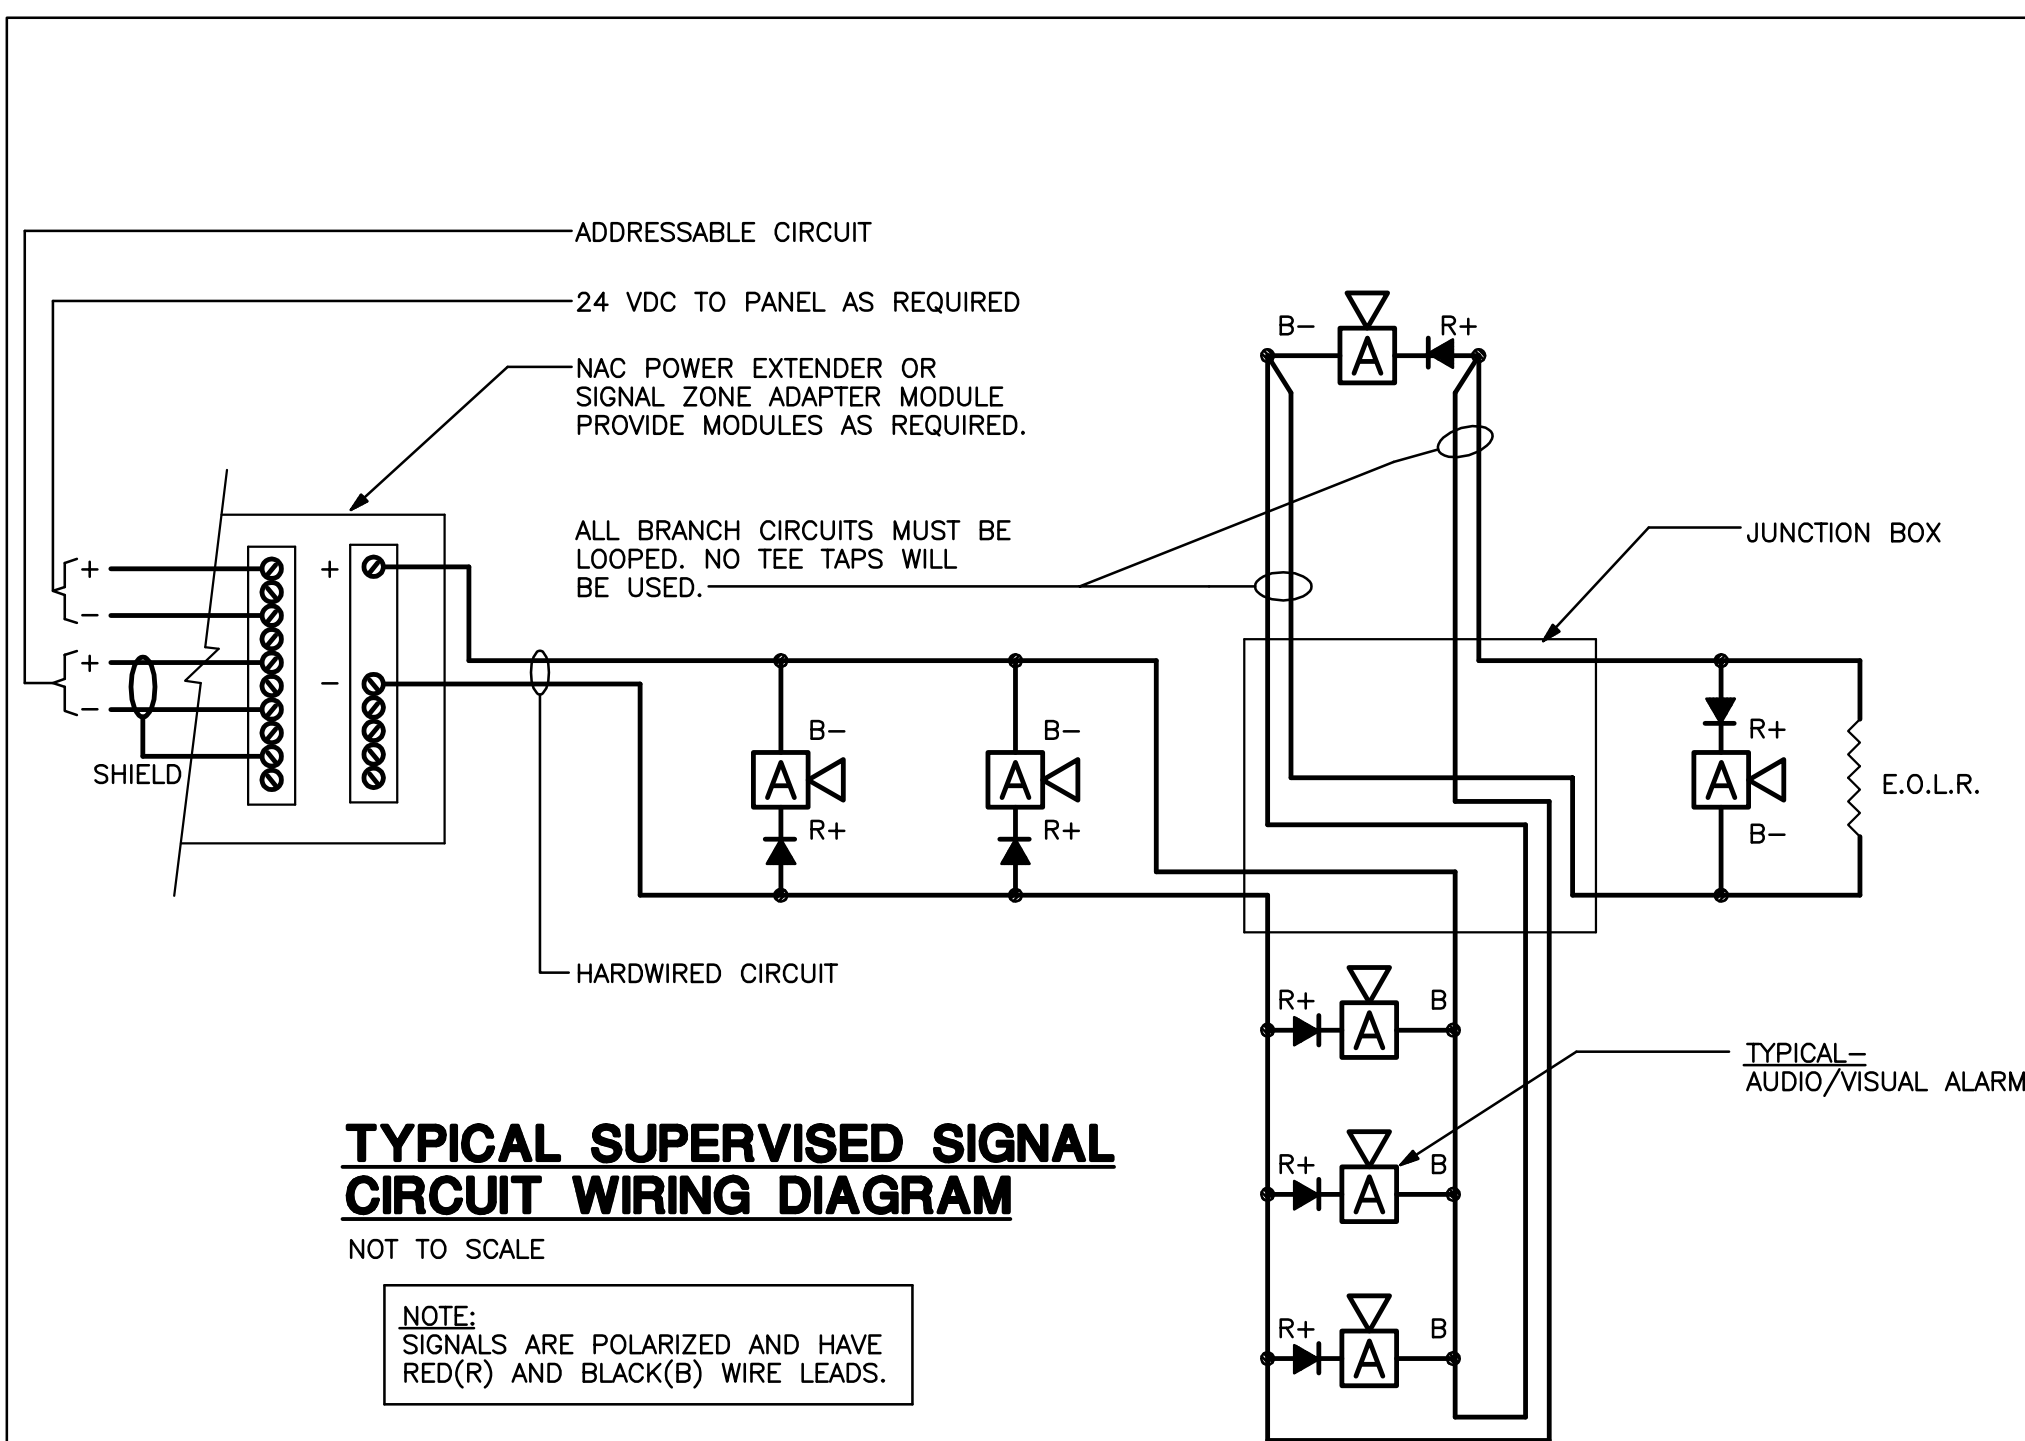 ADDRESSABLE CIRCUIT
24 VDC TO PANEL AS REQUIRED
NAC POWER EXTENDER OR
SIGNAL ZONE ADAPTER MODULE
PROVIDE MODULES AS REQUIRED.
ALL BRANCH CIRCUITS MUST BE
LOOPED. NO TEE TAPS WILL
BE USED.
B- A R+
JUNCTION BOX
+
-
+
-
SHIELD
+
-
B-
A
R+
B-
A
R+
R+
A
B-
E.O.L.R.
HARDWIRED CIRCUIT
R+ A B
R+ A B
R+ A B
TYPICAL-
AUDIO/VISUAL ALARM
TYPICAL SUPERVISED SIGNAL
CIRCUIT WIRING DIAGRAM
NOT TO SCALE
NOTE:
SIGNALS ARE POLARIZED AND HAVE
RED(R) AND BLACK(B) WIRE LEADS.